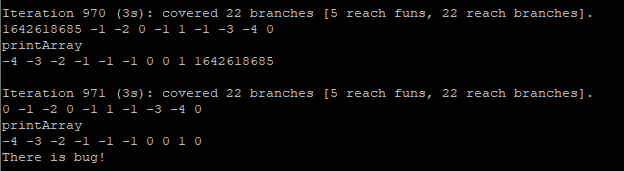 Iteration 970 (3s): covered 22 branches [5 reach funs, 22 reach branches].
1642618685 -1 -2 0 -1 1 -1 -3 -4 0
printArray
-4 -3 -2 -1 -1 -1 0 0 1 1642618685
Iteration 971 (3s): covered 22 branches [5 reach funs, 22 reach branches].
0 -1 -2 0 -1 1 -1 -3 -4 0
printArray
-4 -3 -2 -1 -1 -1 0 0 1 0
There is bug!